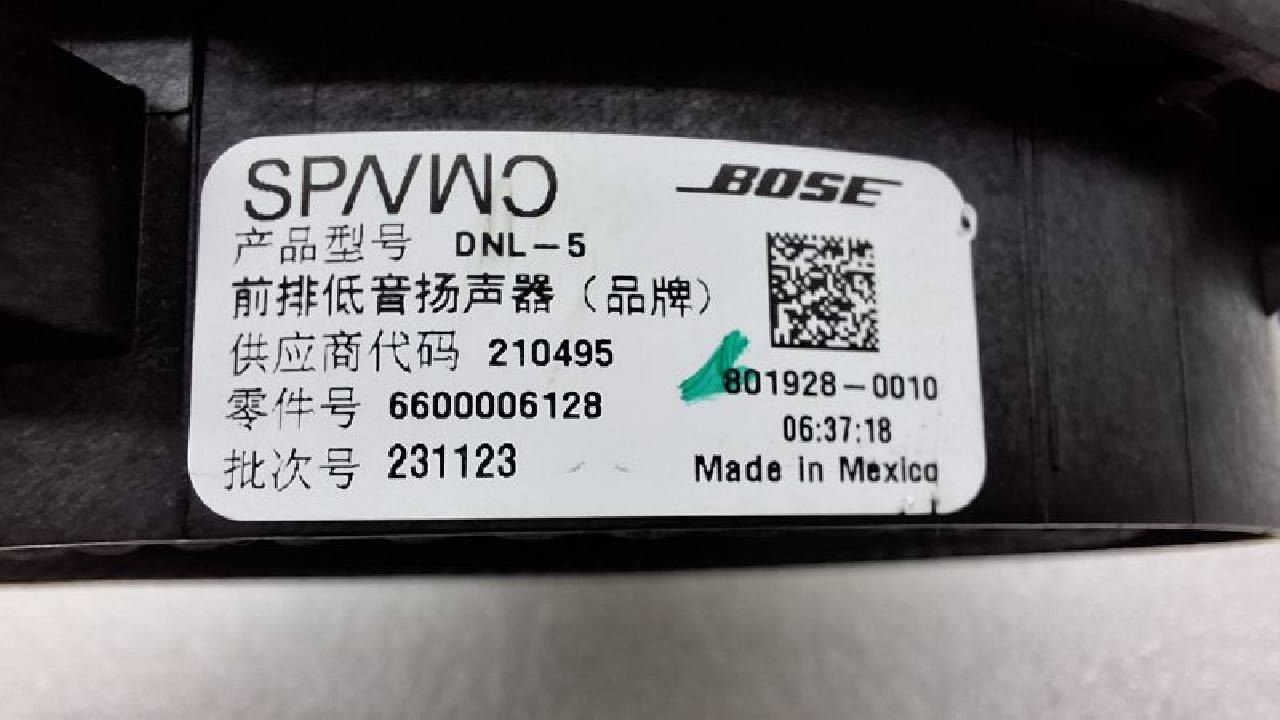 SPΛVMO
BOSE
产品型号 DNL-5
前排低音扬声器（品牌）
供应商代码 210495
零件号 6600006128
批次号 231123
801928-0010
06:37:18
Made in Mexico